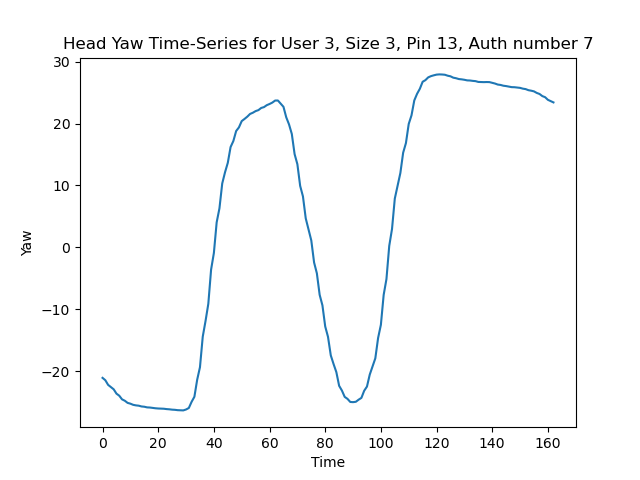 Head Yaw Time-Series for User 3, Size 3, Pin 13, Auth number 7
30
20
10
0
−10
−20
Yaw
0 20 40 60 80 100 120 140 160
Time